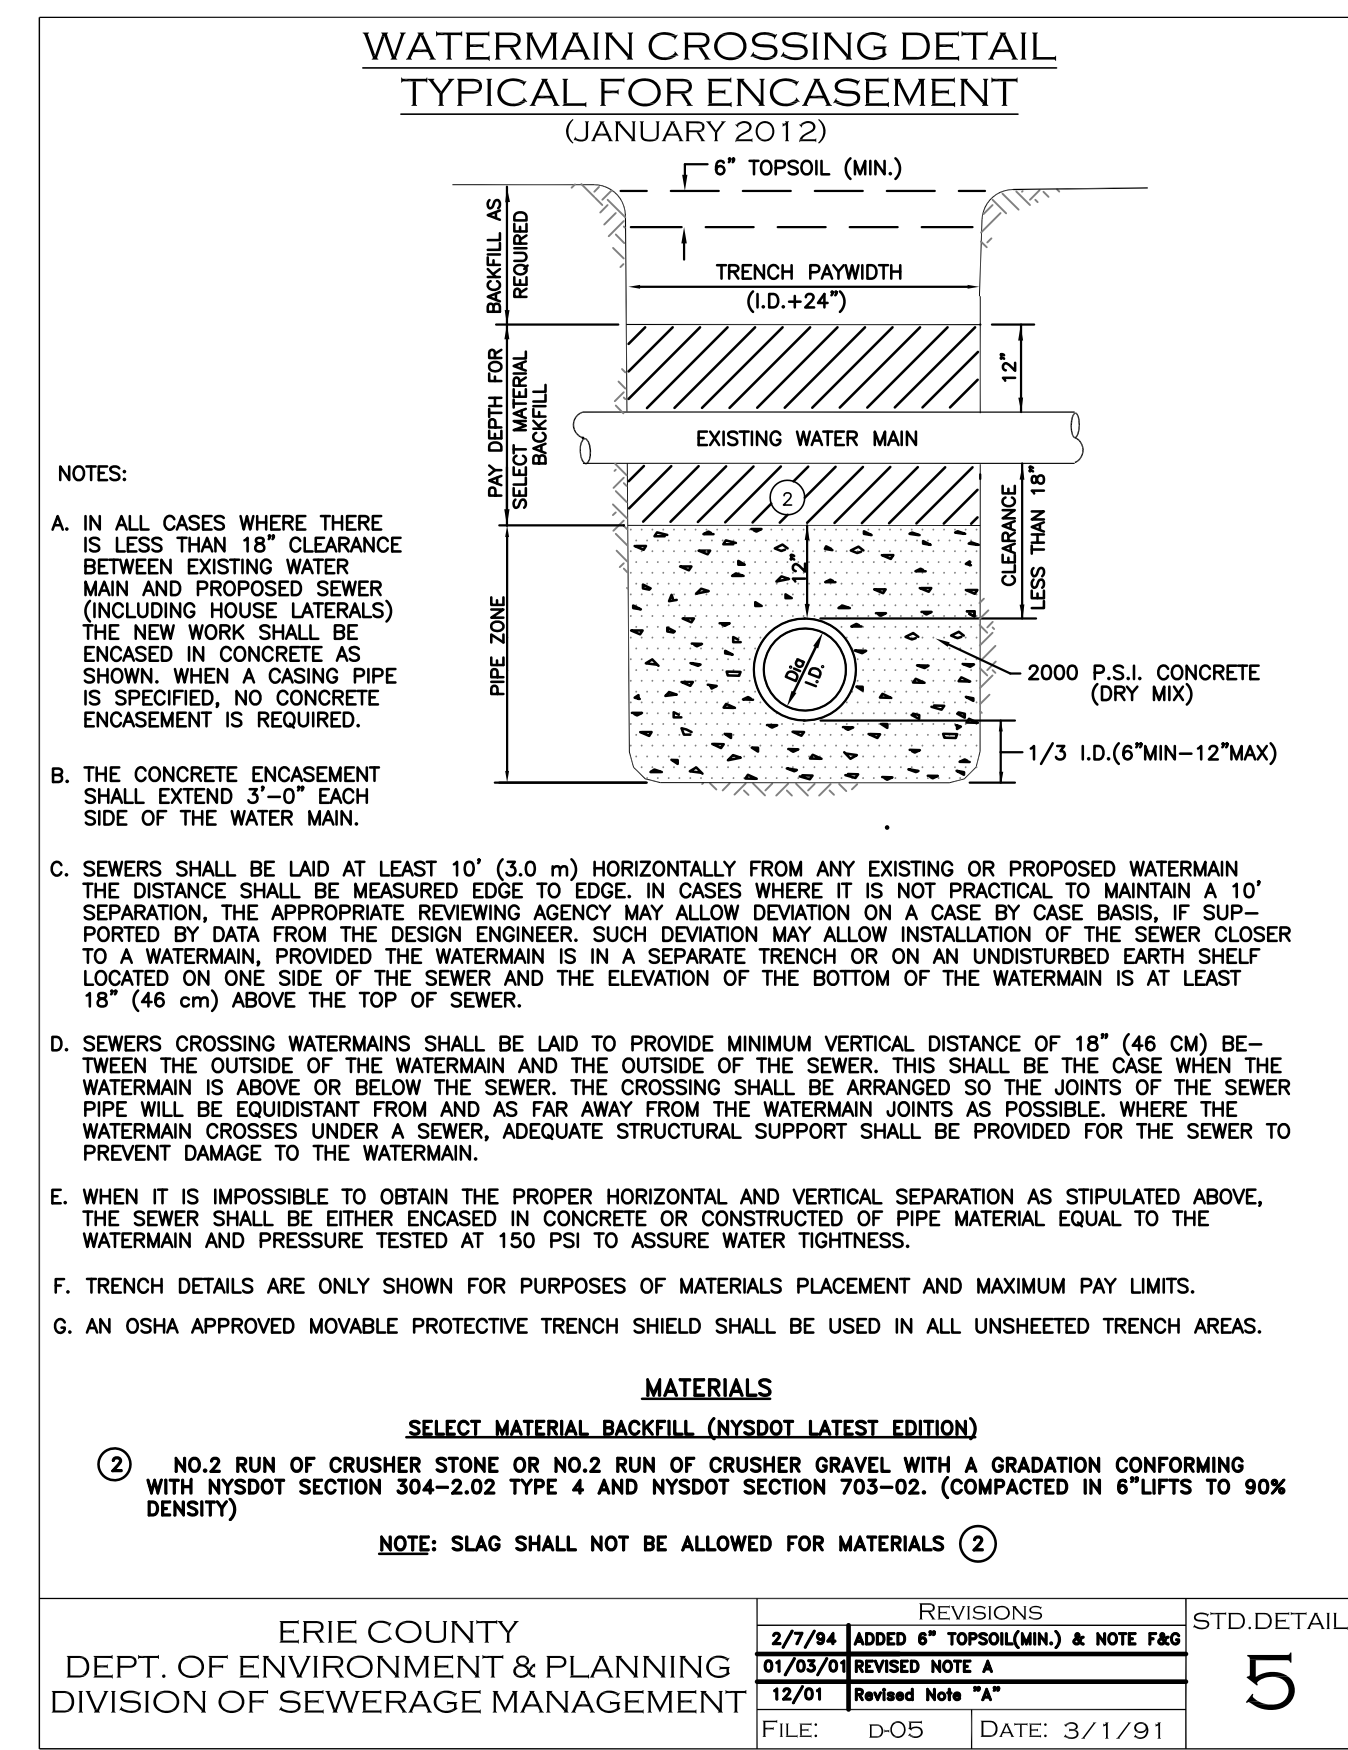 WATERMAIN CROSSING DETAIL
TYPICAL FOR ENCASEMENT
(JANUARY 2012)
6" TOPSOIL (MIN.)
BACKFILL AS
REQUIRED
TRENCH PAYWIDTH
(I.D.+24")
PAY DEPTH FOR
SELECT MATERIAL
BACKFILL
12"
EXISTING WATER MAIN
2
CLEARANCE
LESS THAN 18"
12"
PIPE ZONE
Dia
I.D.
2000 P.S.I. CONCRETE
(DRY MIX)
1/3 I.D.(6"MIN-12"MAX)
NOTES:
A. IN ALL CASES WHERE THERE
IS LESS THAN 18" CLEARANCE
BETWEEN EXISTING WATER
MAIN AND PROPOSED SEWER
(INCLUDING HOUSE LATERALS)
THE NEW WORK SHALL BE
ENCASED IN CONCRETE AS
SHOWN. WHEN A CASING PIPE
IS SPECIFIED, NO CONCRETE
ENCASEMENT IS REQUIRED.
B. THE CONCRETE ENCASEMENT
SHALL EXTEND 3'-0" EACH
SIDE OF THE WATER MAIN.
C. SEWERS SHALL BE LAID AT LEAST 10' (3.0 m) HORIZONTALLY FROM ANY EXISTING OR PROPOSED WATERMAIN
THE DISTANCE SHALL BE MEASURED EDGE TO EDGE. IN CASES WHERE IT IS NOT PRACTICAL TO MAINTAIN A 10'
SEPARATION, THE APPROPRIATE REVIEWING AGENCY MAY ALLOW DEVIATION ON A CASE BY CASE BASIS, IF SUP-
PORTED BY DATA FROM THE DESIGN ENGINEER. SUCH DEVIATION MAY ALLOW INSTALLATION OF THE SEWER CLOSER
TO A WATERMAIN, PROVIDED THE WATERMAIN IS IN A SEPARATE TRENCH OR ON AN UNDISTURBED EARTH SHELF
LOCATED ON ONE SIDE OF THE SEWER AND THE ELEVATION OF THE BOTTOM OF THE WATERMAIN IS AT LEAST
18" (46 cm) ABOVE THE TOP OF SEWER.
D. SEWERS CROSSING WATERMAINS SHALL BE LAID TO PROVIDE MINIMUM VERTICAL DISTANCE OF 18" (46 CM) BE-
TWEEN THE OUTSIDE OF THE WATERMAIN AND THE OUTSIDE OF THE SEWER. THIS SHALL BE THE CASE WHEN THE
WATERMAIN IS ABOVE OR BELOW THE SEWER. THE CROSSING SHALL BE ARRANGED SO THE JOINTS OF THE SEWER
PIPE WILL BE EQUIDISTANT FROM AND AS FAR AWAY FROM THE WATERMAIN JOINTS AS POSSIBLE. WHERE THE
WATERMAIN CROSSES UNDER A SEWER, ADEQUATE STRUCTURAL SUPPORT SHALL BE PROVIDED FOR THE SEWER TO
PREVENT DAMAGE TO THE WATERMAIN.
E. WHEN IT IS IMPOSSIBLE TO OBTAIN THE PROPER HORIZONTAL AND VERTICAL SEPARATION AS STIPULATED ABOVE,
THE SEWER SHALL BE EITHER ENCASED IN CONCRETE OR CONSTRUCTED OF PIPE MATERIAL EQUAL TO THE
WATERMAIN AND PRESSURE TESTED AT 150 PSI TO ASSURE WATER TIGHTNESS.
F. TRENCH DETAILS ARE ONLY SHOWN FOR PURPOSES OF MATERIALS PLACEMENT AND MAXIMUM PAY LIMITS.
G. AN OSHA APPROVED MOVABLE PROTECTIVE TRENCH SHIELD SHALL BE USED IN ALL UNSHEETED TRENCH AREAS.
MATERIALS
SELECT MATERIAL BACKFILL (NYSDOT LATEST EDITION)
2 NO.2 RUN OF CRUSHER STONE OR NO.2 RUN OF CRUSHER GRAVEL WITH A GRADATION CONFORMING
WITH NYSDOT SECTION 304-2.02 TYPE 4 AND NYSDOT SECTION 703-02. (COMPACTED IN 6"LIFTS TO 90%
DENSITY)
NOTE: SLAG SHALL NOT BE ALLOWED FOR MATERIALS 2
ERIE COUNTY
DEPT. OF ENVIRONMENT & PLANNING
DIVISION OF SEWERAGE MANAGEMENT
REVISIONS
2/7/94 ADDED 6" TOPSOIL(MIN.) & NOTE F&G
01/03/01 REVISED NOTE A
12/01 Revised Note "A"
FILE: D-05 DATE: 3/1/91
STD.DETAIL
5